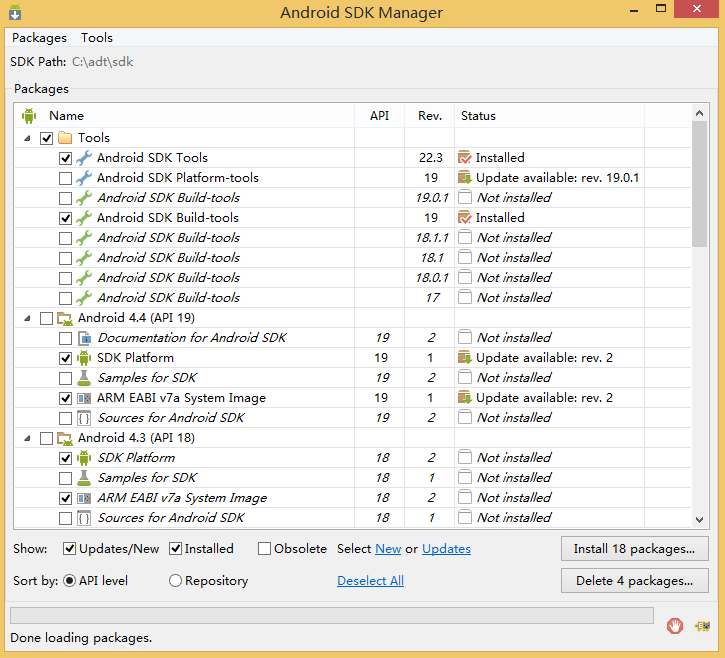 Android SDK Manager
Packages Tools
SDK Path: C:\adt\sdk
Packages
Name API Rev. Status
Tools
Android SDK Tools 22.3 Installed
Android SDK Platform-tools 19 Update available: rev. 19.0.1
Android SDK Build-tools 19.0.1 Not installed
Android SDK Build-tools 19 Installed
Android SDK Build-tools 18.1.1 Not installed
Android SDK Build-tools 18.1 Not installed
Android SDK Build-tools 18.0.1 Not installed
Android SDK Build-tools 17 Not installed
Android 4.4 (API 19)
Documentation for Android SDK 19 2 Not installed
SDK Platform 19 1 Update available: rev. 2
Samples for SDK 19 2 Not installed
ARM EABI v7a System Image 19 1 Update available: rev. 2
Sources for Android SDK 19 2 Not installed
Android 4.3 (API 18)
SDK Platform 18 2 Not installed
Samples for SDK 18 1 Not installed
ARM EABI v7a System Image 18 2 Not installed
Sources for Android SDK 18 1 Not installed
Show: Updates/New Installed Obsolete Select New or Updates Install 18 packages...
Sort by: API level Repository Deselect All Delete 4 packages...
Done loading packages.